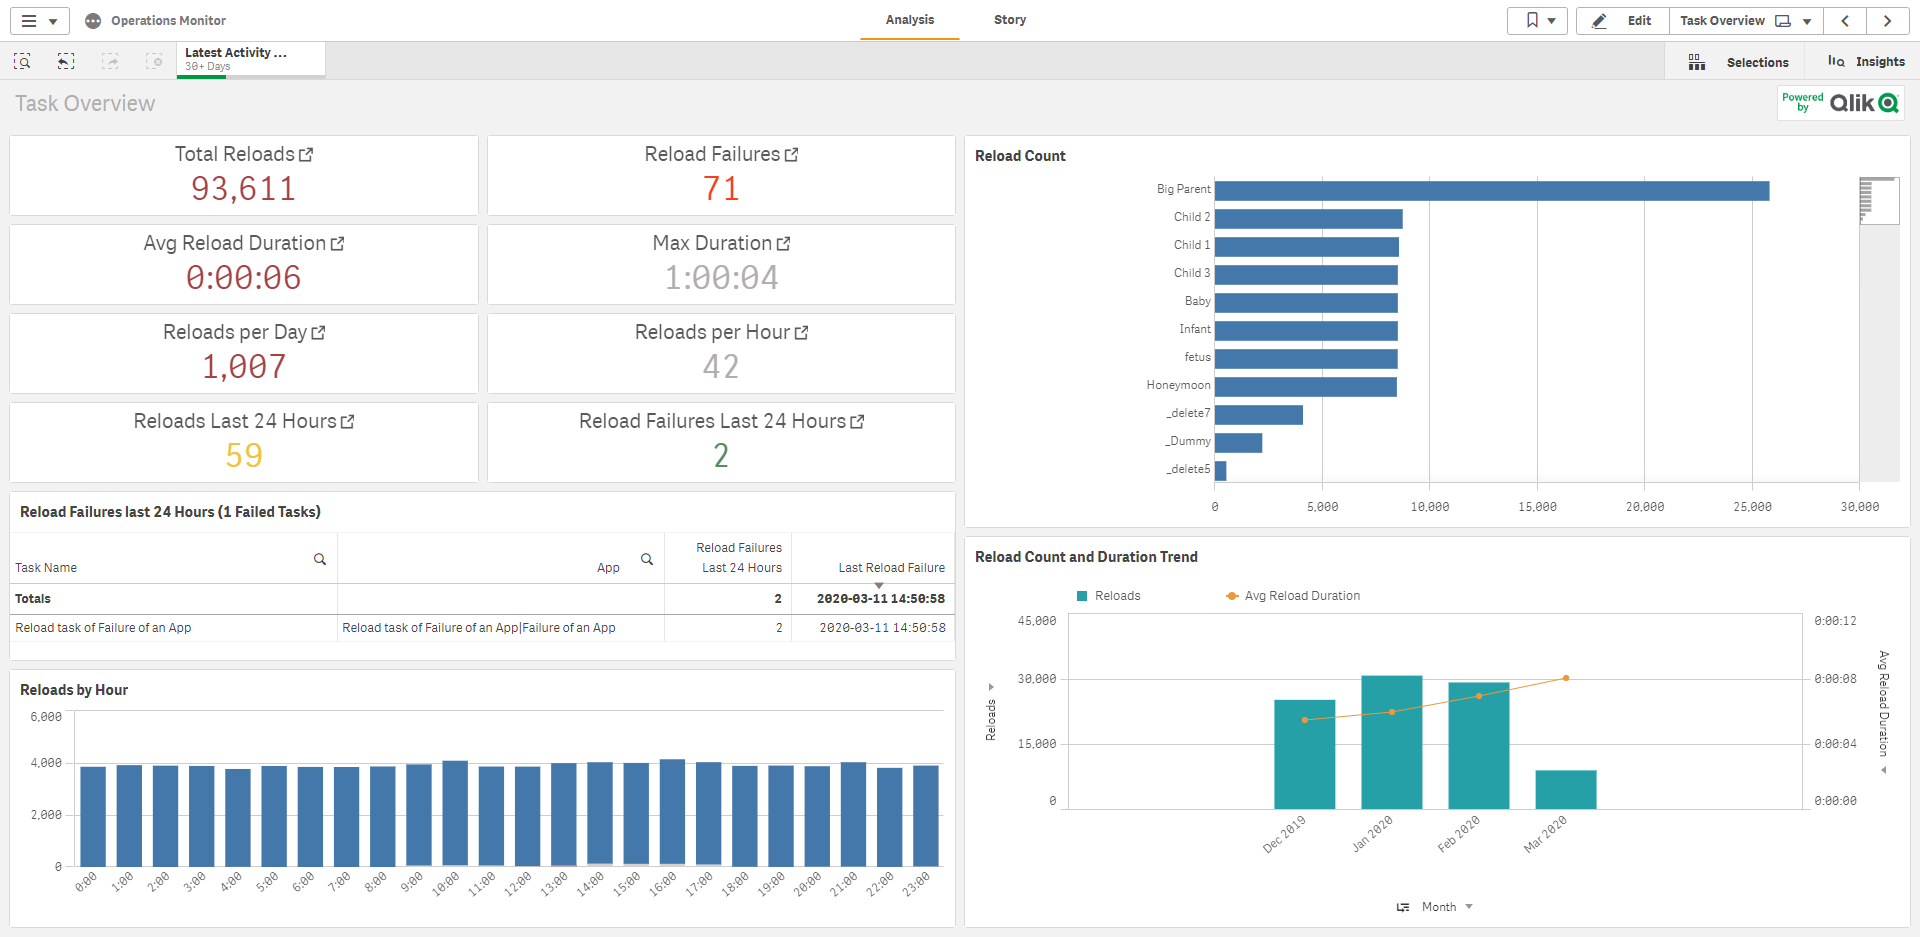 Operations Monitor
Analysis
Story
Edit
Task Overview
Latest Activity ...
30+ Days
Selections
Insights
Task Overview
Powered by Qlik
Total Reloads
93,611
Reload Failures
71
Avg Reload Duration
0:00:06
Max Duration
1:00:04
Reloads per Day
1,007
Reloads per Hour
42
Reloads Last 24 Hours
59
Reload Failures Last 24 Hours
2
Reload Failures last 24 Hours (1 Failed Tasks)
Task Name
App
Reload Failures
Last 24 Hours
Last Reload Failure
Totals
2
2020-03-11 14:50:58
Reload task of Failure of an App
Reload task of Failure of an App|Failure of an App
2
2020-03-11 14:50:58
Reloads by Hour
6,000
4,000
2,000
0
0:00
1:00
2:00
3:00
4:00
5:00
6:00
7:00
8:00
9:00
10:00
11:00
12:00
13:00
14:00
15:00
16:00
17:00
18:00
19:00
20:00
21:00
22:00
23:00
Reload Count
Big Parent
Child 2
Child 1
Child 3
Baby
Infant
fetus
Honeymoon
_delete7
_Dummy
_delete5
0
5,000
10,000
15,000
20,000
25,000
30,000
Reload Count and Duration Trend
Reloads
Avg Reload Duration
45,000
30,000
15,000
0
Reloads
0:00:12
0:00:08
0:00:04
0:00:00
Avg Reload Duration
Dec 2019
Jan 2020
Feb 2020
Mar 2020
Month